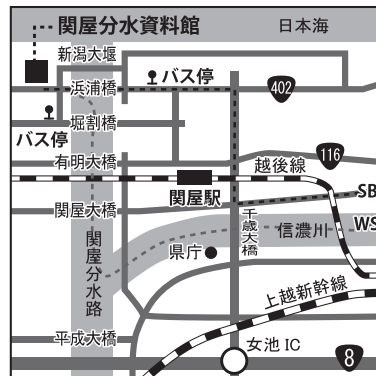 関屋分水資料館
日本海
新潟大堰
バス停
浜浦橋
402
堀割橋
バス停
有明大橋
越後線
116
関屋駅
SB
関屋大橋
千歳大橋
信濃川
WS
関屋分水路
県庁
上越新幹線
平成大橋
女池 IC
8